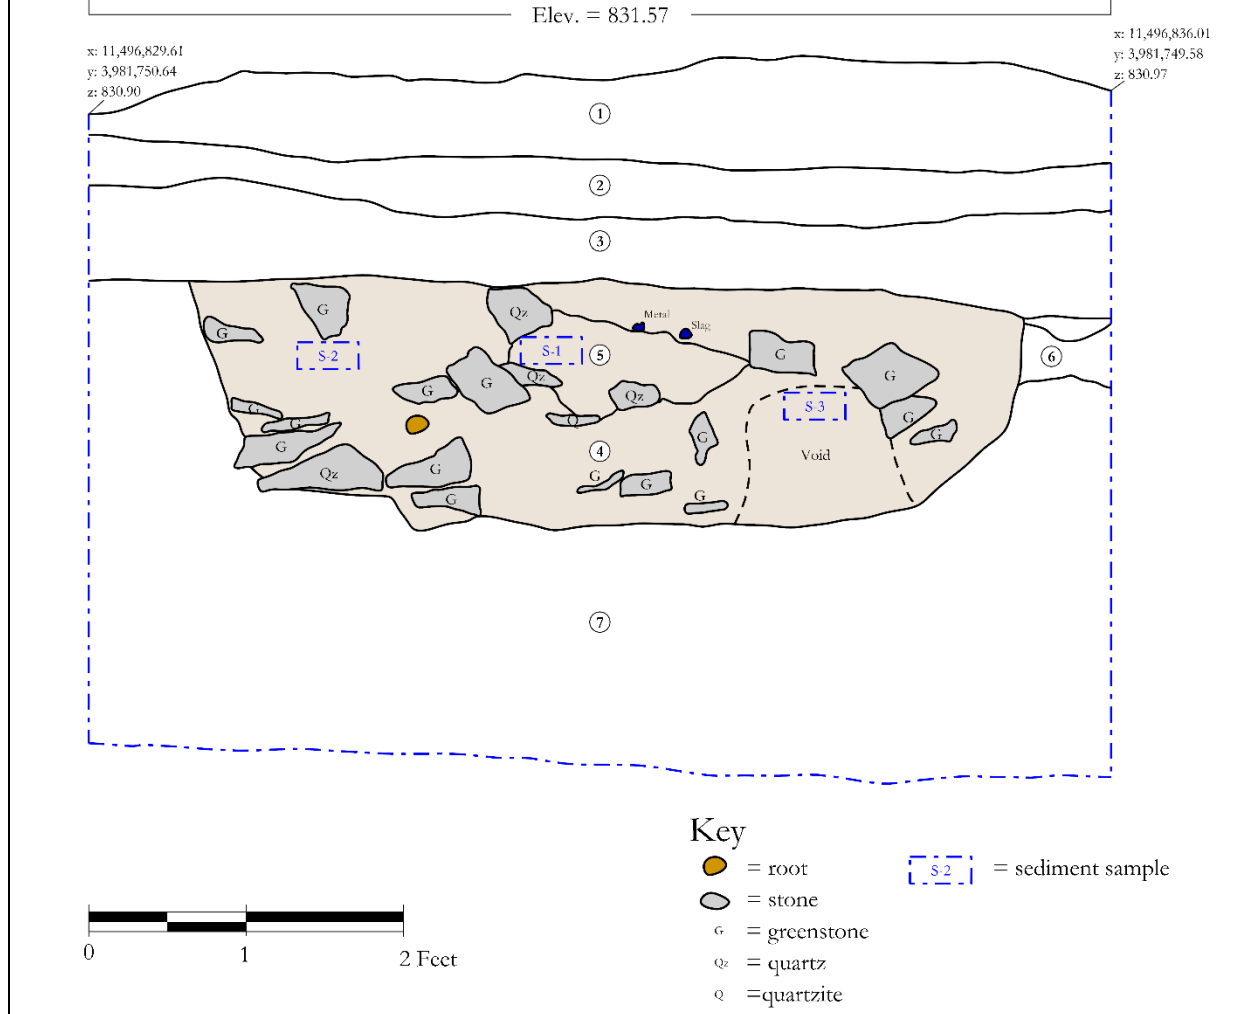 Elev. = 831.57
x: 11,496,829.61
y: 3,981,750.64
z: 830.90
x: 11,496,836.01
y: 3,981,749.58
z: 830.97
1
2
3
G
Qz
Metal
Slag
G
S-2
S-1
5
G
6
Qz
G
G
G
Qz
S-3
G
G
Q
G
G
G
G
4
Void
Qz
G
G
G
G
G
7
Key
= root
S-2
= sediment sample
= stone
G
= greenstone
Qz
= quartz
Q
=quartzite
0
1
2 Feet